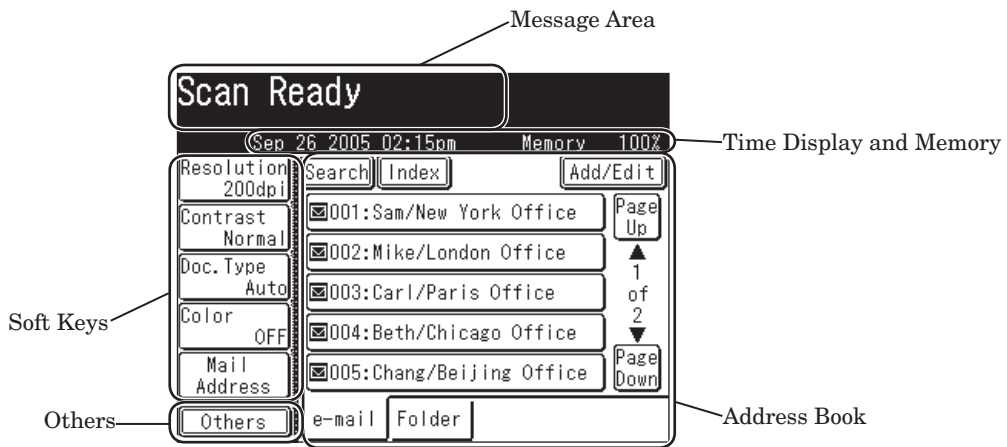 Message Area
Scan Ready
Sep 26 2005 02:15pm Memory 100%
Time Display and Memory
Resolution
200dpi
Contrast
Normal
Doc.Type
Auto
Color
OFF
Mail
Address
Soft Keys
Others
Others
Search Index Add/Edit
001:Sam/New York Office
002:Mike/London Office
003:Carl/Paris Office
004:Beth/Chicago Office
005:Chang/Beijing Office
Page
Up
1
of
2
Page
Down
e-mail Folder
Address Book